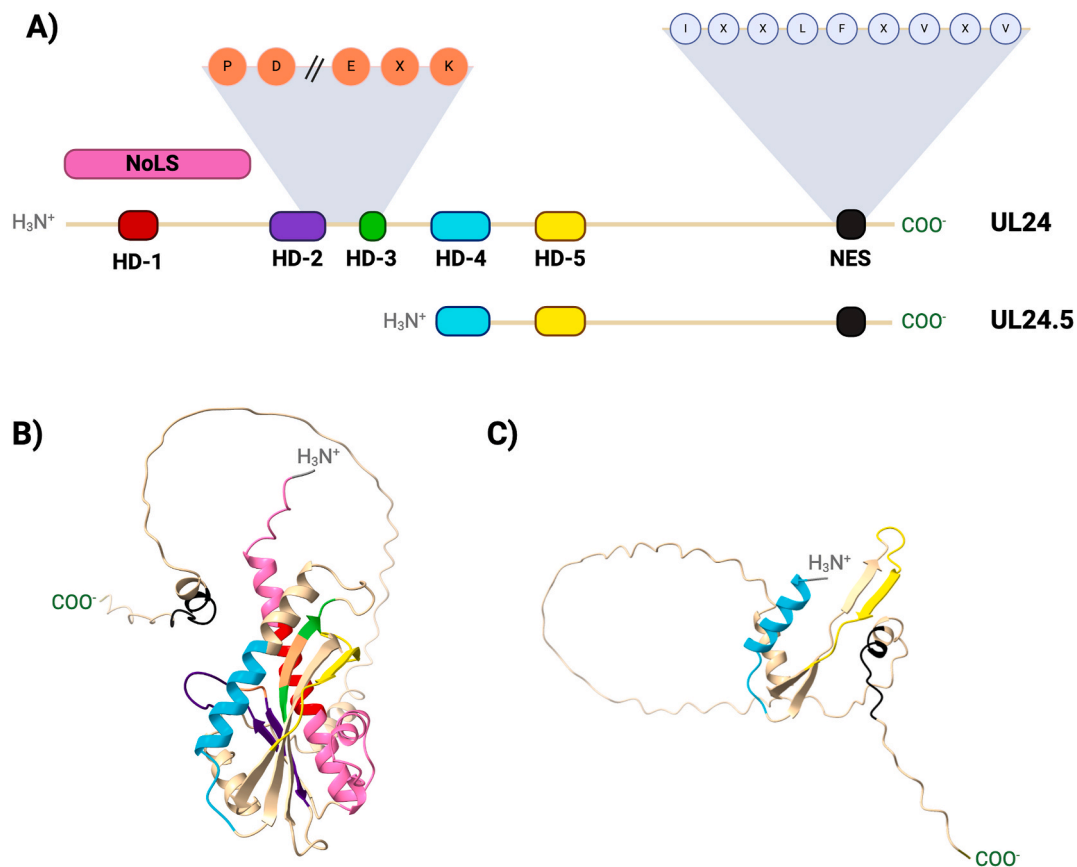 A)
P D // E X K
I X X L F X V X V
NoLS
H₃N⁺ COO⁻ UL24
HD-1 HD-2 HD-3 HD-4 HD-5 NES
H₃N⁺ COO⁻ UL24.5
B)
C)
H₃N⁺
H₃N⁺
COO⁻
COO⁻